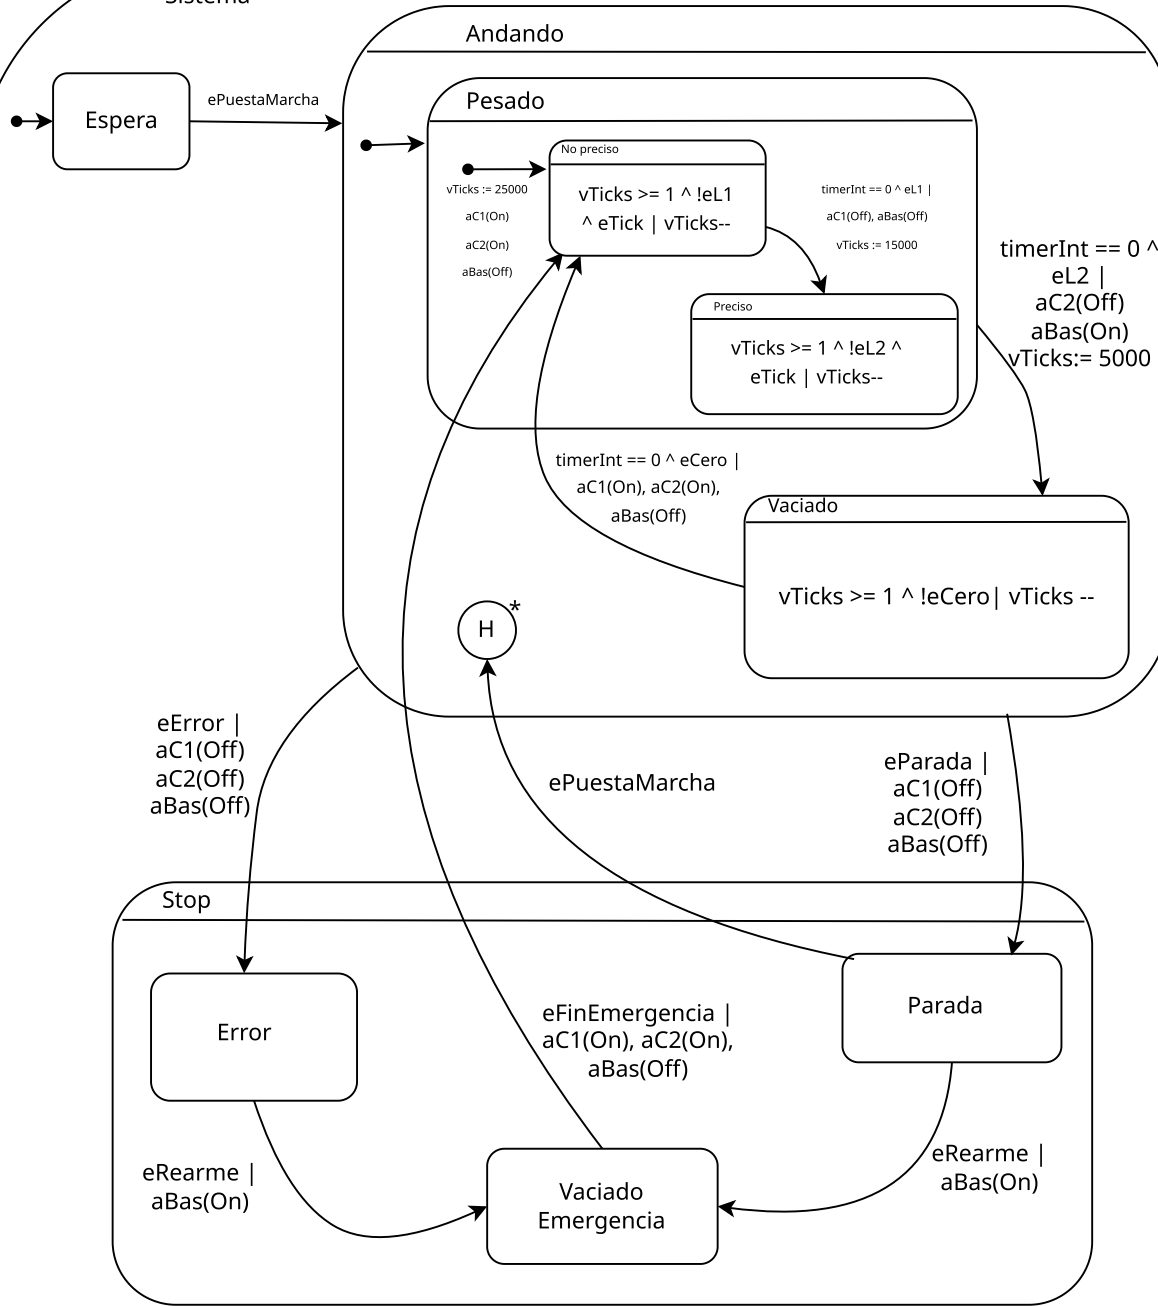 Sistema
Andando
Espera
ePuestaMarcha
Pesado
No preciso
vTicks >= 1 ^ !eL1
^ eTick | vTicks--
vTicks := 25000
aC1(On)
aC2(On)
aBas(Off)
timerInt == 0 ^ eL1 |
aC1(Off), aBas(Off)
vTicks := 15000
Preciso
vTicks >= 1 ^ !eL2 ^
eTick | vTicks--
timerInt == 0 ^
eL2 |
aC2(Off)
aBas(On)
vTicks:= 5000
timerInt == 0 ^ eCero |
aC1(On), aC2(On),
aBas(Off)
Vaciado
vTicks >= 1 ^ !eCero| vTicks --
H
*
eError |
aC1(Off)
aC2(Off)
aBas(Off)
ePuestaMarcha
eParada |
aC1(Off)
aC2(Off)
aBas(Off)
Stop
Error
Parada
eFinEmergencia |
aC1(On), aC2(On),
aBas(Off)
eRearme |
aBas(On)
Vaciado
Emergencia
eRearme |
aBas(On)